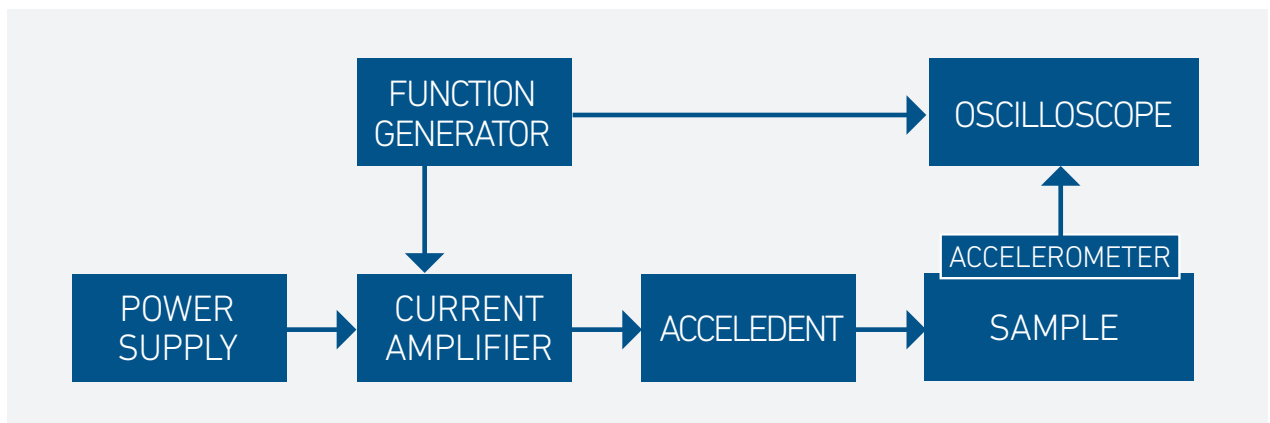 FUNCTION
GENERATOR
OSCILLOSCOPE
ACCELEROMETER
POWER
SUPPLY
CURRENT
AMPLIFIER
ACCELEDENT
SAMPLE